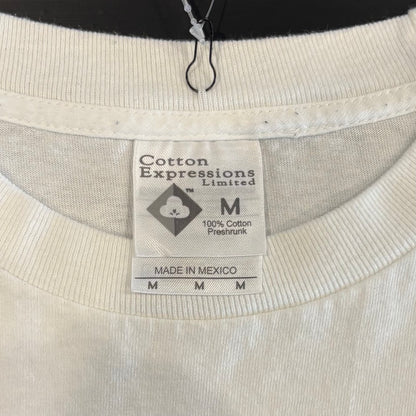 Cotton
Expressions
Limited
™
M
100% Cotton
Preshrunk
MADE IN MEXICO
M M M